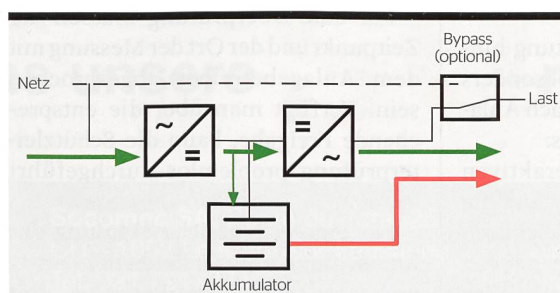 Bypass
(optional)
Netz
Last
~
=
=
~
Akkumulator